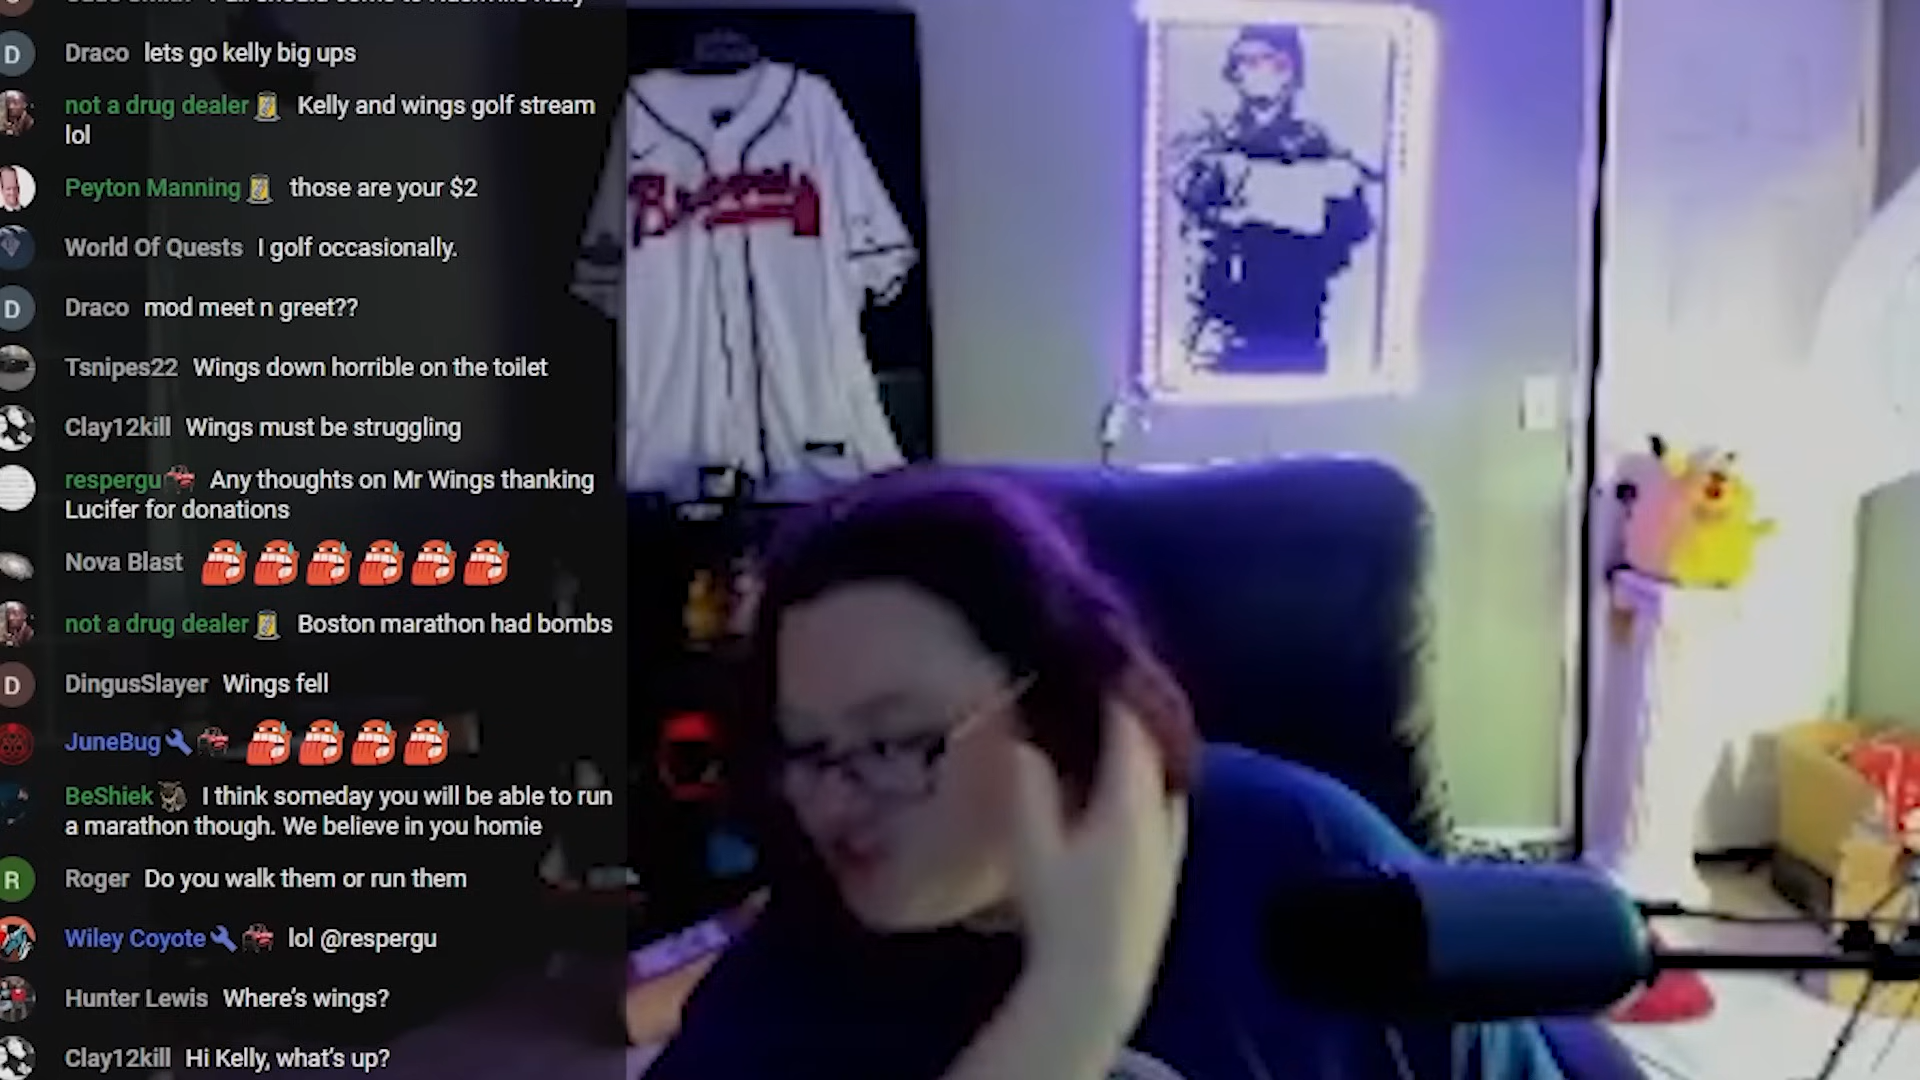 Draco lets go kelly big ups
not a drug dealer Kelly and wings golf stream
lol
Peyton Manning those are your $2
World Of Quests I golf occasionally.
D
Draco mod meet n greet??
Tsnipes22 Wings down horrible on the toilet
Clay12kill Wings must be struggling
respergu Any thoughts on Mr Wings thanking
Lucifer for donations
Nova Blast
not a drug dealer Boston marathon had bombs
D
DingusSlayer Wings fell
JuneBug
BeShiek I think someday you will be able to run
a marathon though. We believe in you homie
R
Roger Do you walk them or run them
Wiley Coyote lol @respergu
Hunter Lewis Where's wings?
Clay12kill Hi Kelly, what's up?
Braves